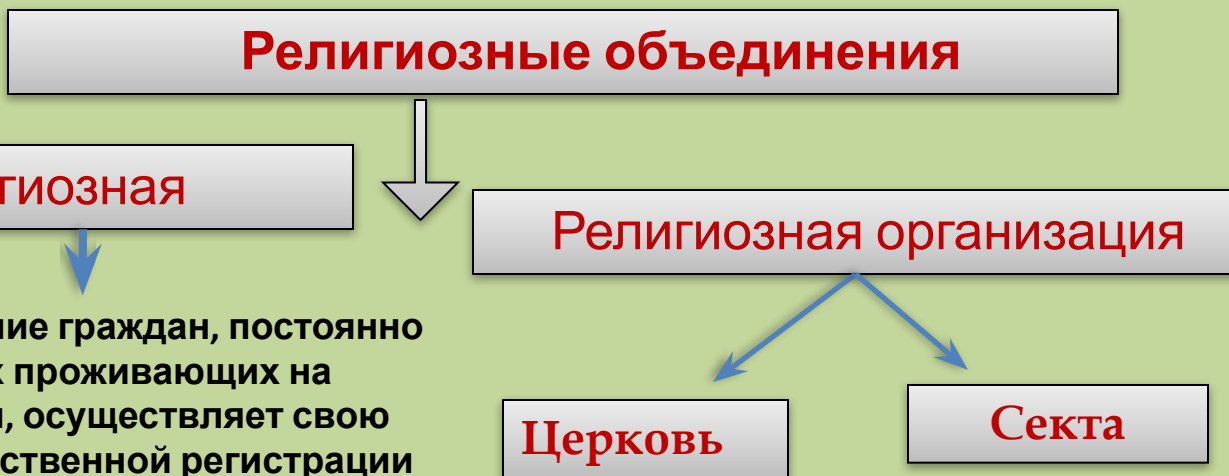 Религиозные объединения
гиозная
Религиозная организация
ние граждан, постоянно
х проживающих на
, осуществляет свою
ственной регистрации
Церковь
Секта